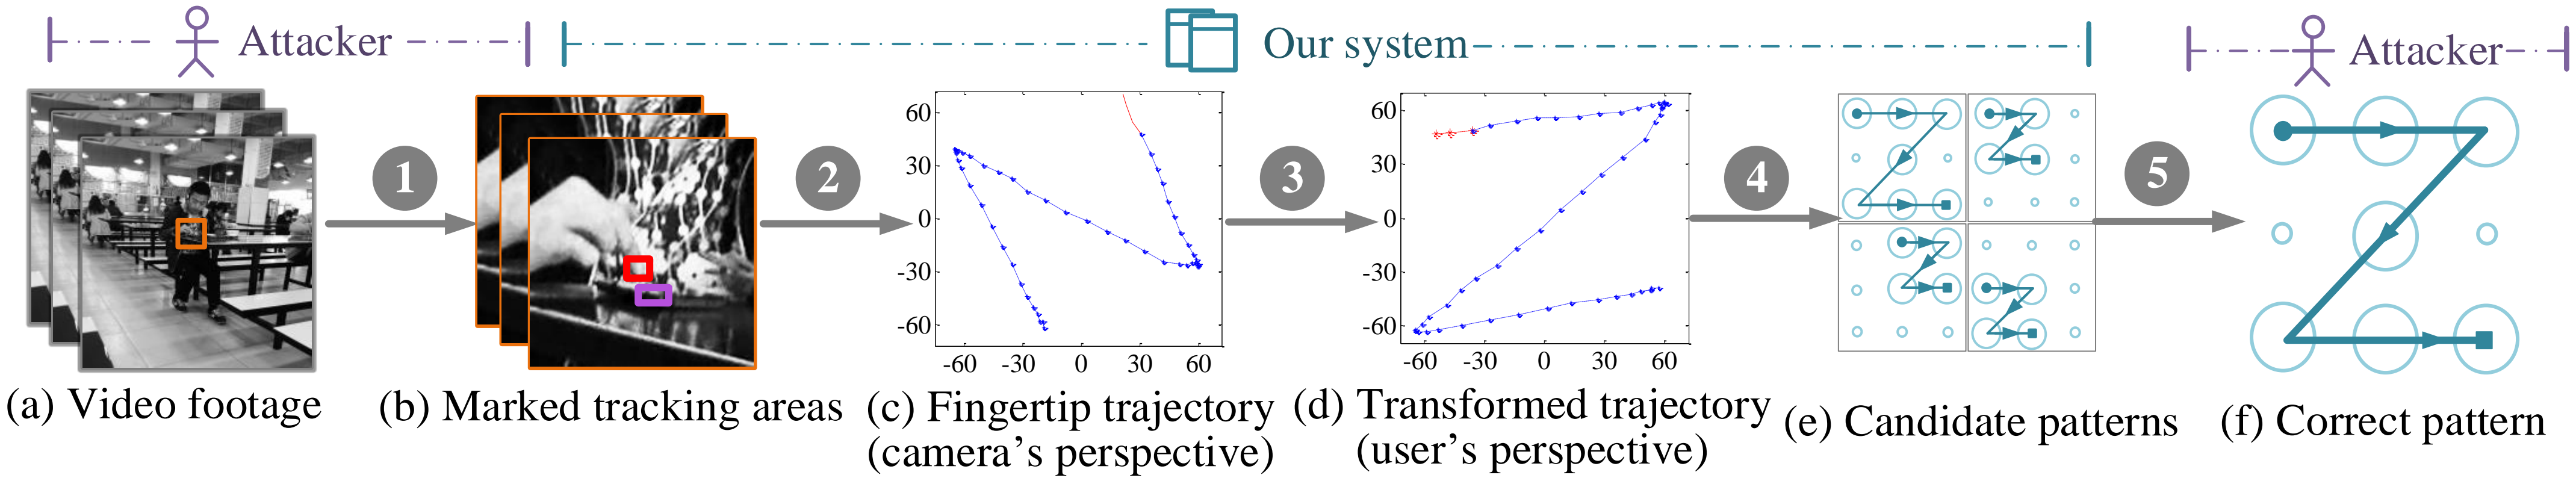 Attacker
Our system
Attacker
1
2
3
4
5
60
30
0
-30
-60
-60 -30 0 30 60
60
30
0
-30
-60
-60 -30 0 30 60
(a) Video footage
(b) Marked tracking areas
(c) Fingertip trajectory
(camera's perspective)
(d) Transformed trajectory
(user's perspective)
(e) Candidate patterns
(f) Correct pattern